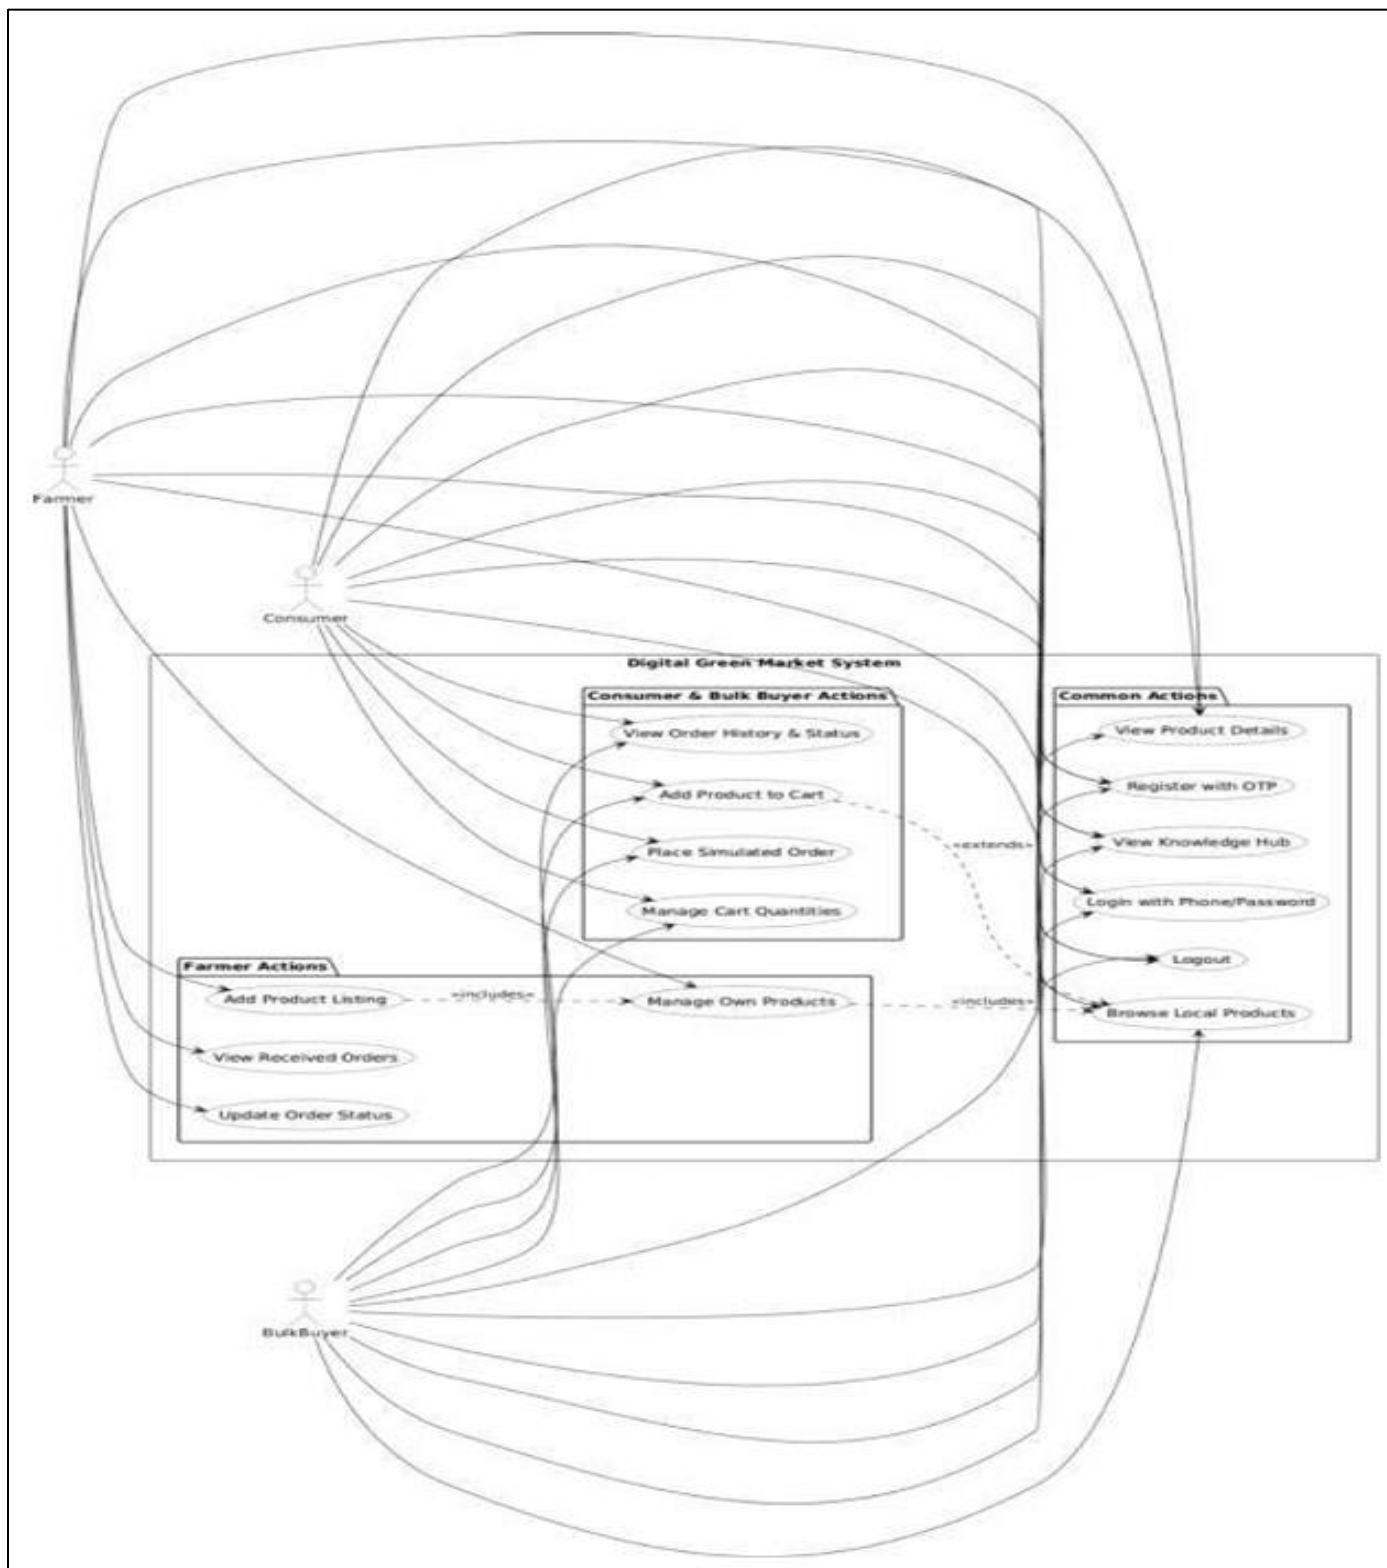 Farmer
Consumer
Digital Green Market System
Consumer & Bulk Buyer Actions
View Order History & Status
Add Product to Cart
Place Simulated Order
Manage Cart Quantities
Common Actions
View Product Details
Register with OTP
«extends»
View Knowledge Hub
Login with Phone/Password
Logout
Browse Local Products
Farmer Actions
Add Product Listing
«includes»
Manage Own Products
«includes»
View Received Orders
Update Order Status
BulkBuyer